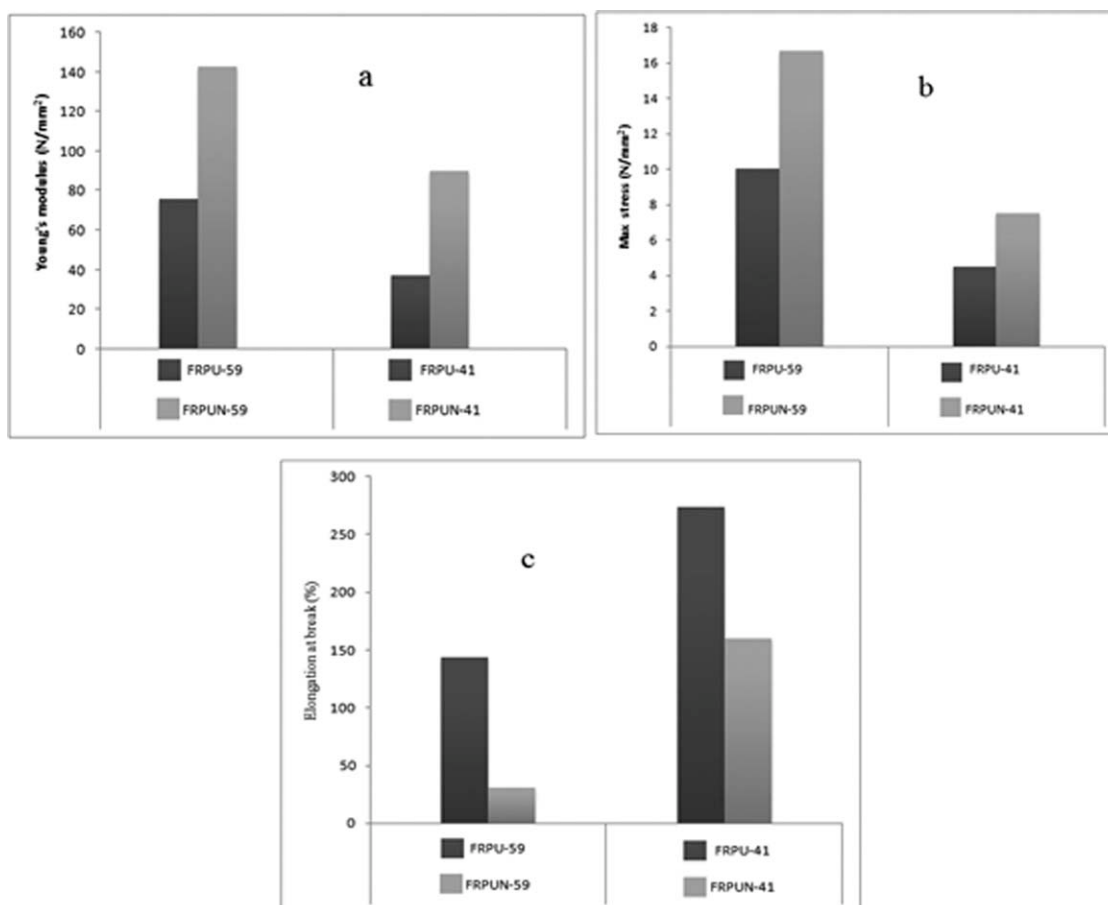 a
Young's modulus (N/mm²)
160
140
120
100
80
60
40
20
0
FRPU-59
FRPUN-59
FRPU-41
FRPUN-41
b
Max stress (N/mm²)
18
16
14
12
10
8
6
4
2
0
FRPU-59
FRPUN-59
FRPU-41
FRPUN-41
c
Elongation at break (%)
300
250
200
150
100
50
0
FRPU-59
FRPUN-59
FRPU-41
FRPUN-41